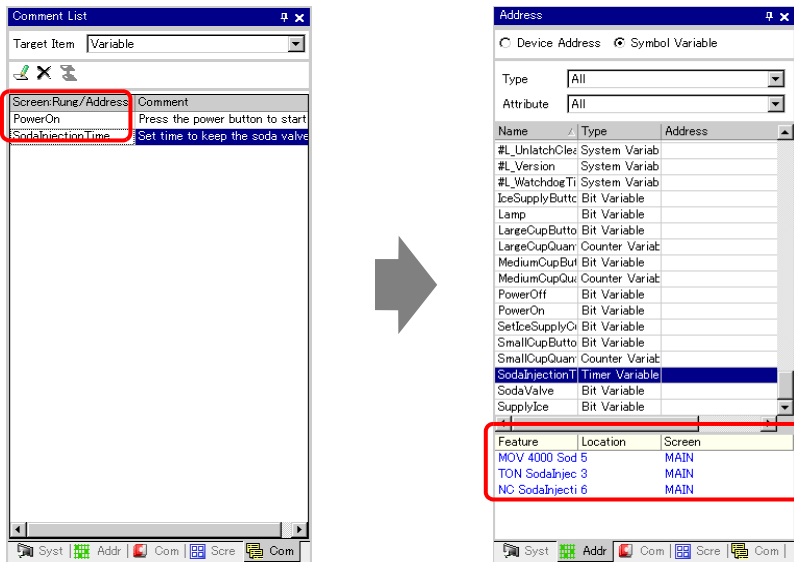 Comment List
Target Item Variable
Screen:Rung/Address Comment
PowerOn Press the power button to start
SodaInjectionTime Set time to keep the soda valve
Syst Addr Com Scre Com
Address
Device Address Symbol Variable
Type All
Attribute All
Name Type Address
#L_UnlatchClea System Variab
#L_Version System Variab
#L_WatchdogTi System Variab
IceSupplyButto Bit Variable
Lamp Bit Variable
LargeCupButto Bit Variable
LargeCupQuan Counter Variab
MediumCupBut Bit Variable
MediumCupQua Counter Variab
PowerOff Bit Variable
PowerOn Bit Variable
SetIceSupplyCu Bit Variable
SmallCupButto Bit Variable
SmallCupQuan Counter Variab
SodaInjectionT Timer Variable
SodaValve Bit Variable
SupplyIce Bit Variable
Feature Location Screen
MOV 4000 Sod 5 MAIN
TON SodaInjec 3 MAIN
NC SodaInjecti 6 MAIN
Syst Addr Com Scre Com